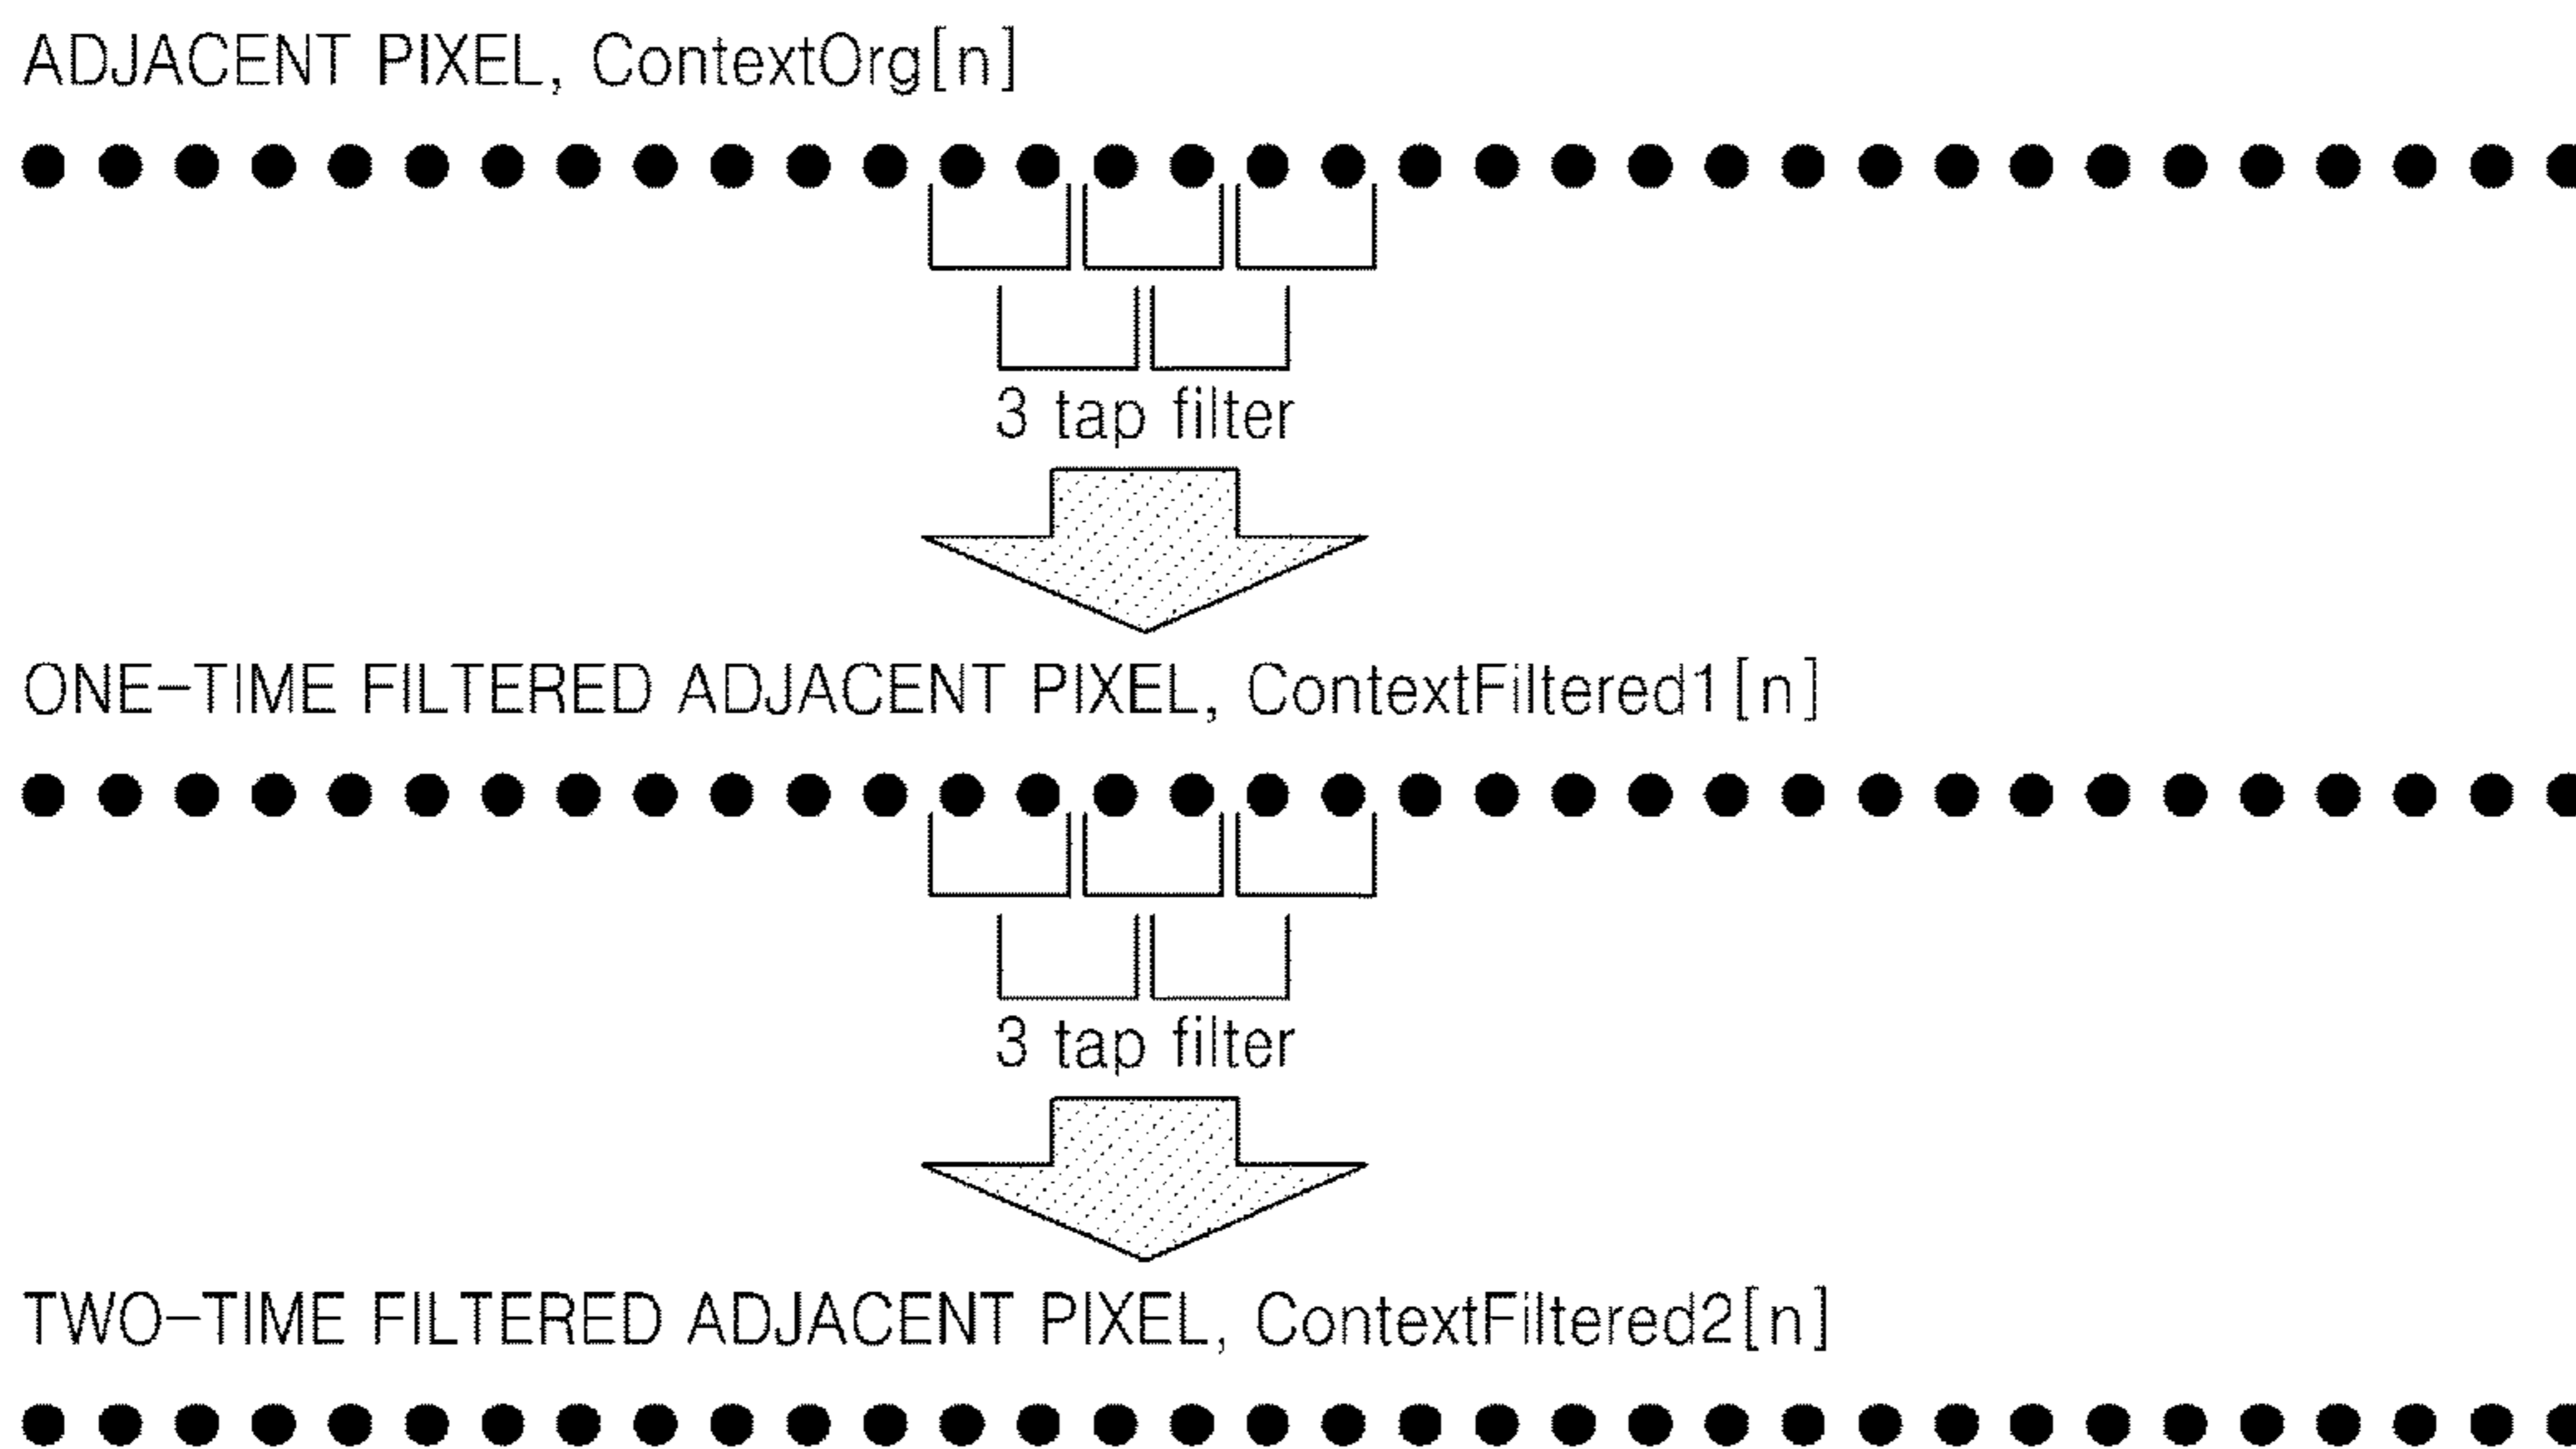 ADJACENT PIXEL, ContextOrg[n]
3 tap filter
ONE-TIME FILTERED ADJACENT PIXEL, ContextFiltered1[n]
3 tap filter
TWO-TIME FILTERED ADJACENT PIXEL, ContextFiltered2[n]